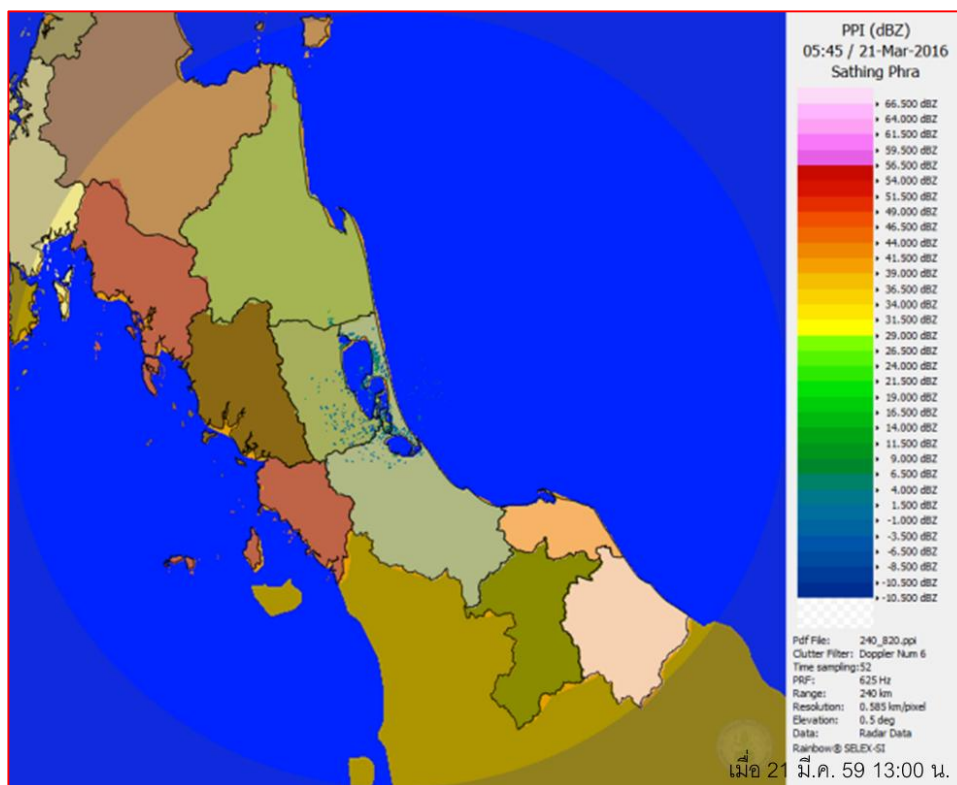 PPI (dBZ)
05:45 / 21-Mar-2016
Sathing Phra
66.500 dBZ
64.000 dBZ
61.500 dBZ
59.500 dBZ
56.500 dBZ
54.000 dBZ
51.500 dBZ
49.000 dBZ
46.500 dBZ
44.000 dBZ
41.500 dBZ
39.000 dBZ
36.500 dBZ
34.000 dBZ
31.500 dBZ
29.000 dBZ
26.500 dBZ
24.000 dBZ
21.500 dBZ
19.000 dBZ
16.500 dBZ
14.000 dBZ
11.500 dBZ
9.000 dBZ
6.500 dBZ
4.000 dBZ
1.500 dBZ
-1.000 dBZ
-3.500 dBZ
-6.500 dBZ
-8.500 dBZ
-10.500 dBZ
-10.500 dBZ
Pdf File: 240_820.ppi
Clutter Filter: Doppler Num 6
Time sampling:52
PRF: 625 Hz
Range: 240 km
Resolution: 0.585 km/pixel
Elevation: 0.5 deg
Data: Radar Data
Rainbow® SELEX-SI
เมื่อ 21 มี.ค. 59 13:00 น.